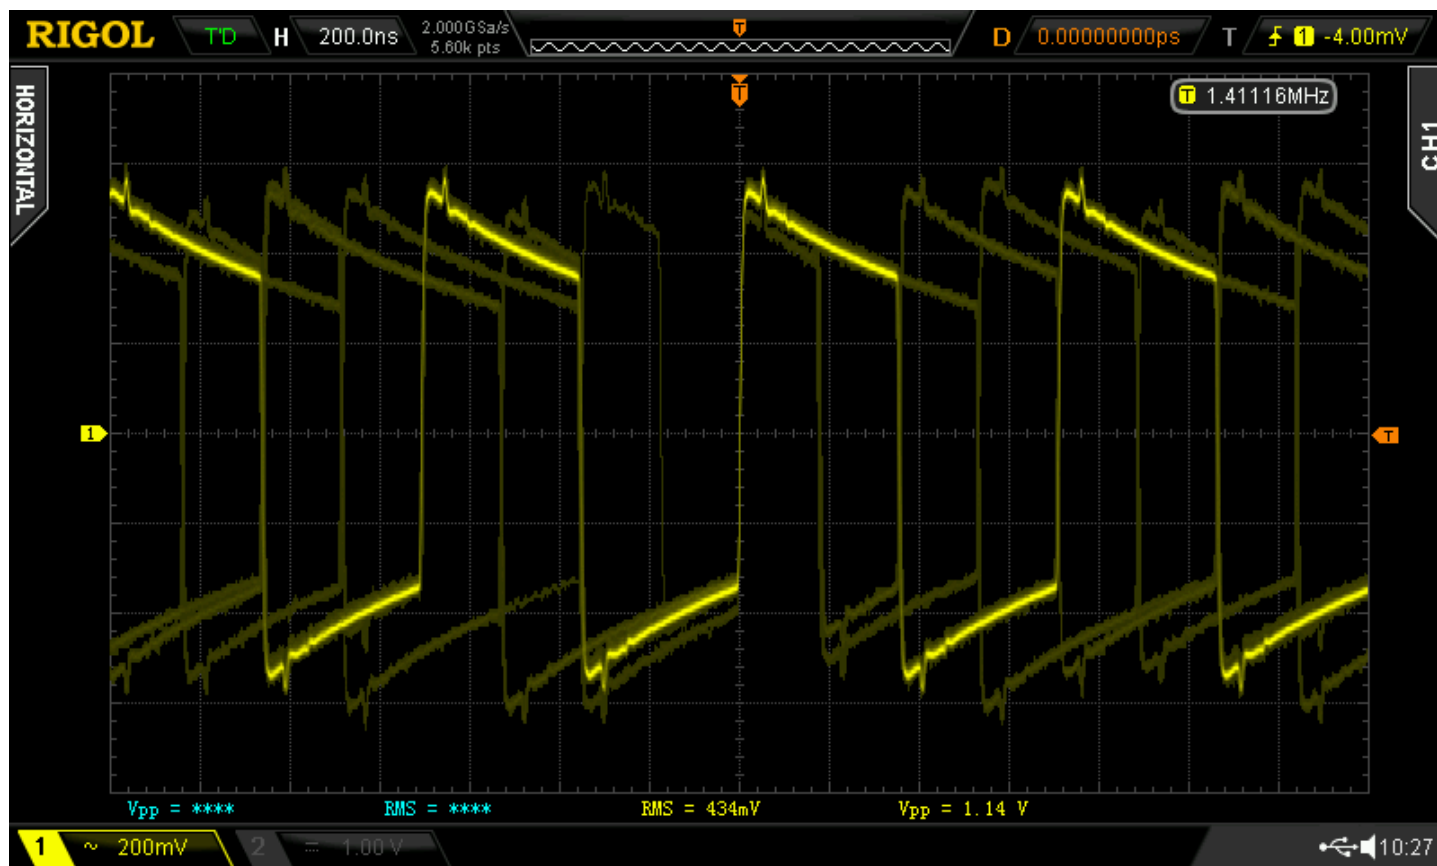 RIGOL T'D H 200.0ns 2.000GSa/s 5.60k pts D 0.00000000ps T 1 -4.00mV
T
HORIZONTAL
CH1
T
T 1.41116MHz
1
T
Vpp = **** RMS = **** RMS = 434mV Vpp = 1.14 V
1 ~ 200mV 2 = 1.00 V 10:27